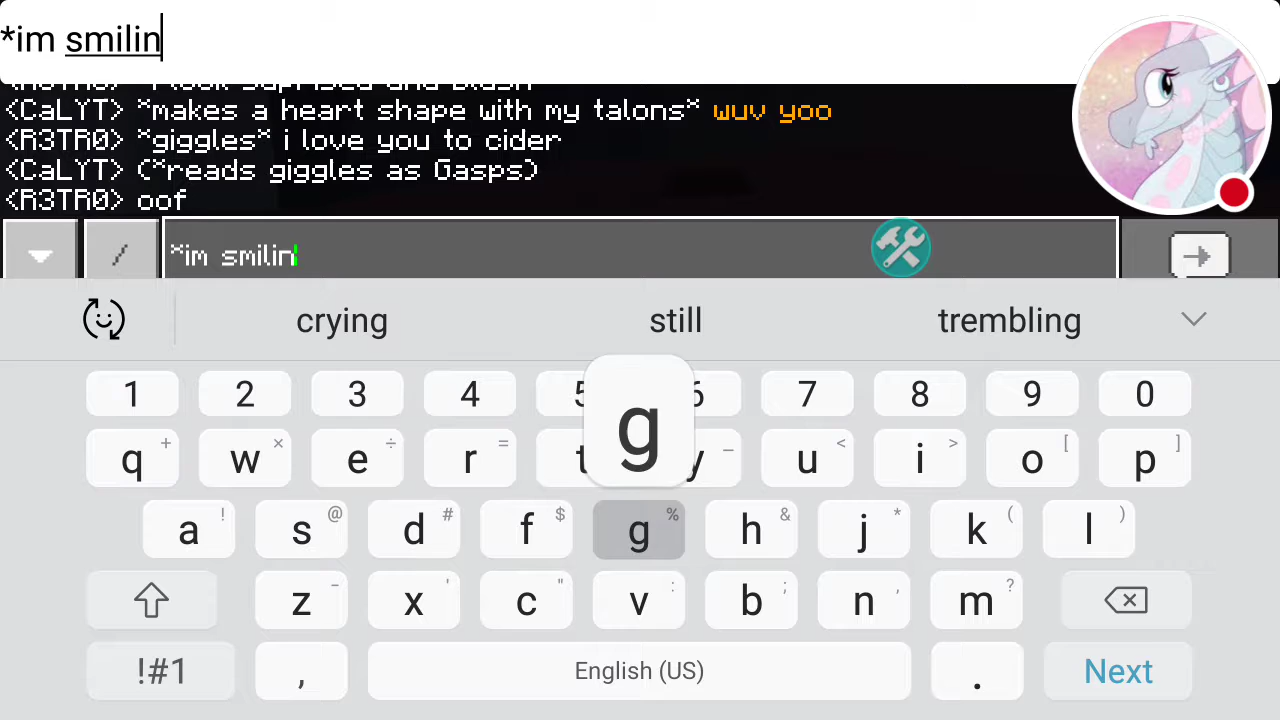 *im smilin
<CaLYT> *makes a heart shape with my talons* wuv yoo
<R3TR0> *giggles* i love you to cider
<CaLYT> (*reads giggles as Gasps)
<R3TR0> oof
/ *im smilin
crying still trembling
1 2 3 4 5 6 7 8 9 0
q + w × e ÷ r = t y - u < i > o [ p ]
g
a ! s @ d # f $ g % h & j * k ( l )
z - x ' c " v : b ; n , m ?
!#1 , English (US) . Next